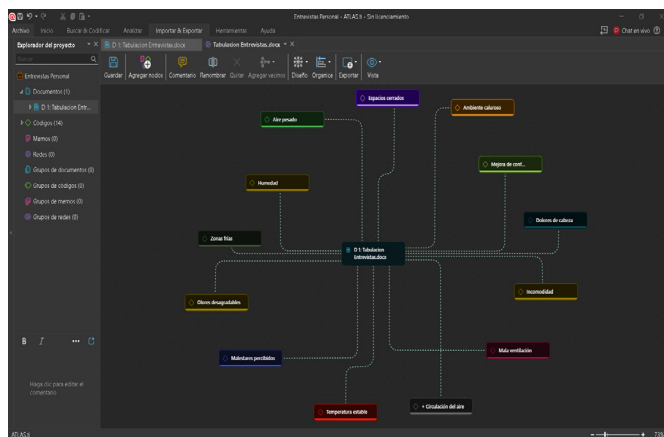 Entrevistas Personal - ATLAS.ti - Sin licenciamiento
Archivo Inicio Buscar & Codificar Analizar Importar & Exportar Herramientas Ayuda
Chat en vivo
Explorador del proyecto
D 1: Tabulacion Entrevistas.docx
Tabulacion Entrevistas.docx
Buscar
Guardar Agregar nodos Comentario Renombrar Quitar Agregar vecinos Diseño Organice Exportar Vista
Entrevistas Personal
Documentos (1)
D 1: Tabulacion Entr...
Códigos (14)
Memos (0)
Redes (0)
Grupos de documentos (0)
Grupos de códigos (0)
Grupos de memos (0)
Grupos de redes (0)
Espacios cerrados
Ambiente caluroso
Aire pesado
Mejora de conf...
Humedad
Dolores de cabeza
Zonas frías
D 1: Tabulacion
Entrevistas.docx
Incomodidad
Olores desagradables
Mala ventilación
Malestares percibidos
Temperatura estable
+ Circulación del aire
B I
Haga clic para editar el
comentario.
ATLAS.ti
73%